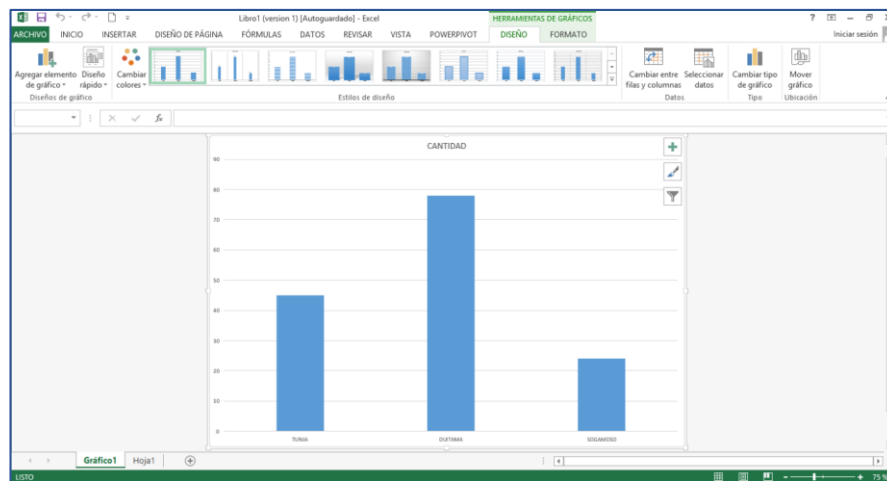 Libro1 (version 1) [Autoguardado] - Excel
HERRAMIENTAS DE GRÁFICOS
ARCHIVO INICIO INSERTAR DISEÑO DE PÁGINA FÓRMULAS DATOS REVISAR VISTA POWERPIVOT DISEÑO FORMATO Iniciar sesión
Agregar elemento de gráfico
Diseño rápido
Cambiar colores
Cambiar entre filas y columnas
Seleccionar datos
Cambiar tipo de gráfico
Mover gráfico
Diseños de gráfico Estilos de diseño Datos Tipo Ubicación
fx
CANTIDAD
90
80
70
60
50
40
30
20
10
0
TUNJA DUITAMA SOGAMOSO
Gráfico1 Hoja1
LISTO 75%